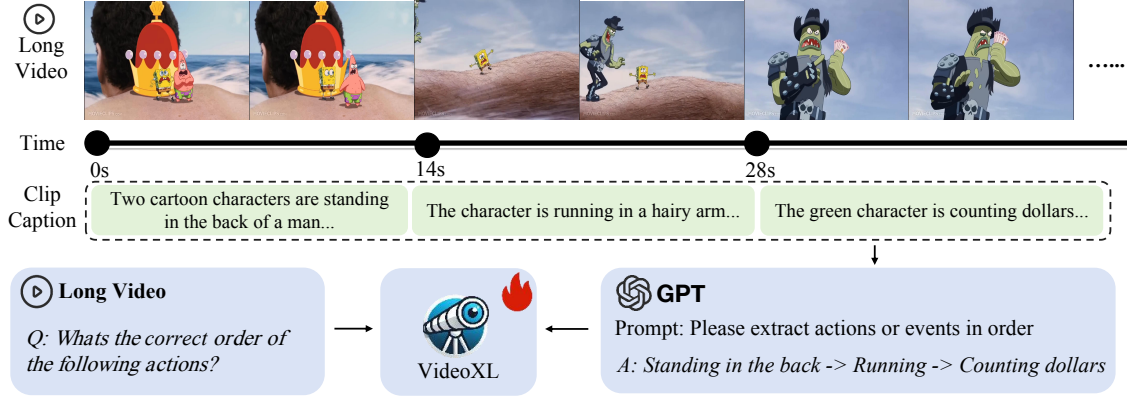 Long
Video
......
Time
0s
14s
28s
Clip
Caption
Two cartoon characters are standing
in the back of a man...
The character is running in a hairy arm...
The green character is counting dollars...
Long Video
Q: Whats the correct order of
the following actions?
VideoXL
GPT
Prompt: Please extract actions or events in order
A: Standing in the back -> Running -> Counting dollars